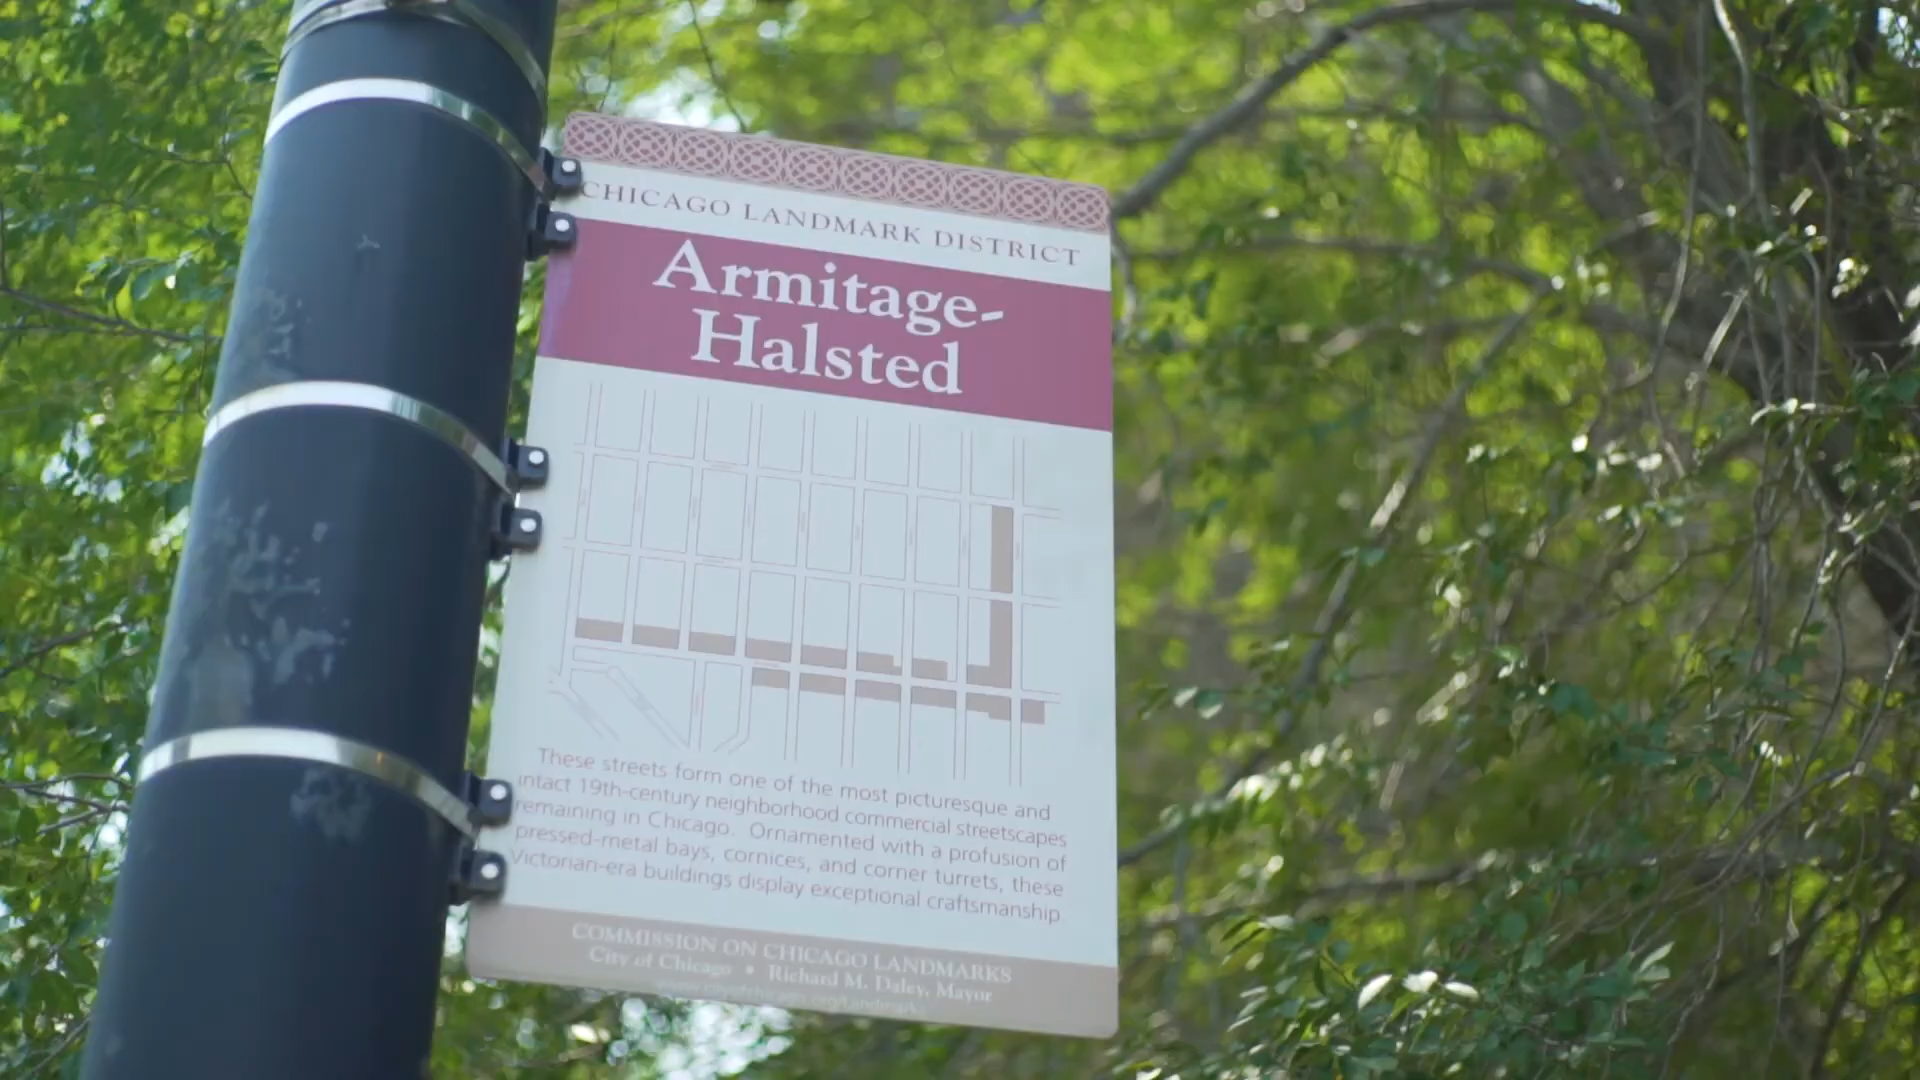 CHICAGO LANDMARK DISTRICT
Armitage-
Halsted
These streets form one of the most picturesque and
intact 19th-century neighborhood commercial streetscapes
remaining in Chicago. Ornamented with a profusion of
pressed-metal bays, cornices, and corner turrets, these
Victorian-era buildings display exceptional craftsmanship
COMMISSION ON CHICAGO LANDMARKS
City of Chicago • Richard M. Daley, Mayor